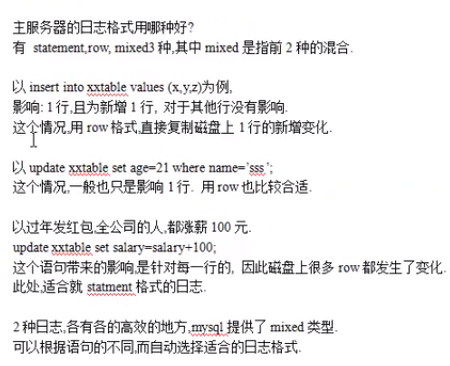 主服务器的日志格式用哪种好?
有 statement,row, mixed3 种,其中 mixed 是指前 2 种的混合.
以 insert into xxtable values (x,y,z)为例,
影响: 1 行,且为新增 1 行, 对于其他行没有影响.
这个情况,用 row 格式,直接复制磁盘上 1 行的新增变化.
以 update xxtable set age=21 where name=’sss’;
这个情况,一般也只是影响 1 行. 用 row 也比较合适.
以过年发红包,全公司的人,都涨薪 100 元.
update xxtable set salary=salary+100;
这个语句带来的影响,是针对每一行的, 因此磁盘上很多 row 都发生了变化.
此处,适合就 statment 格式的日志.
2 种日志,各有各的高效的地方,mysql 提供了 mixed 类型.
可以根据语句的不同,而自动选择适合的日志格式.